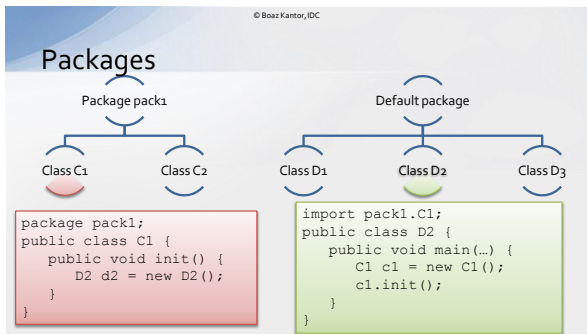 © Boaz Kantor, IDC
Packages
Package pack1
Default package
Class C1
Class C2
Class D1
Class D2
Class D3
package pack1;
public class C1 {
public void init() {
D2 d2 = new D2();
}
}
import pack1.C1;
public class D2 {
public void main(…) {
C1 c1 = new C1();
c1.init();
}
}